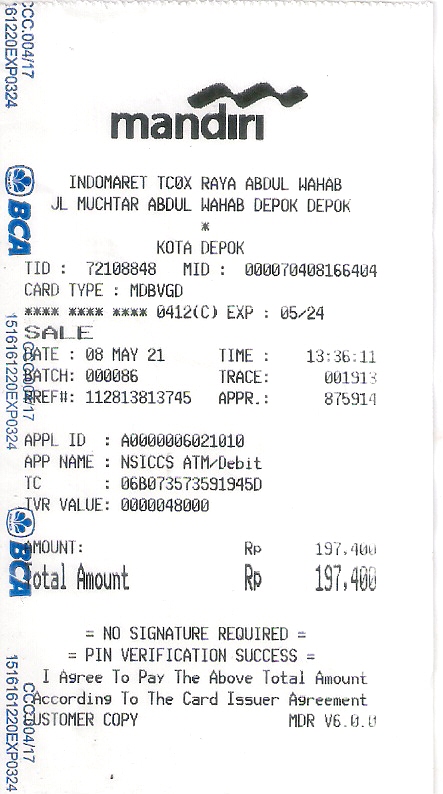 mandiri
INDOMARET TC0X RAYA ABDUL WAHAB
JL MUCHTAR ABDUL WAHAB DEPOK DEPOK
*
KOTA DEPOK
TID : 72108848 MID : 000070408166404
CARD TYPE : MDBVGD
**** **** **** 0412(C) EXP : 05/24
SALE
DATE : 08 MAY 21 TIME : 13:36:11
BATCH: 000086 TRACE: 001913
RREF#: 112813813745 APPR.: 875914
APPL ID : A0000006021010
APP NAME : NSICCS ATM/Debit
TC : 06B073573591945D
TVR VALUE: 0000048000
AMOUNT: Rp 197.400
Total Amount Rp 197,400
= NO SIGNATURE REQUIRED =
= PIN VERIFICATION SUCCESS =
I Agree To Pay The Above Total Amount
According To The Card Issuer Agreement
CUSTOMER COPY MDR V6.0.0
CCC.004/17
161220EXP0324
BCA
CCC.004/17
1516161220EXP0324
BCA
CCC.004/17
1516161220EXP0324